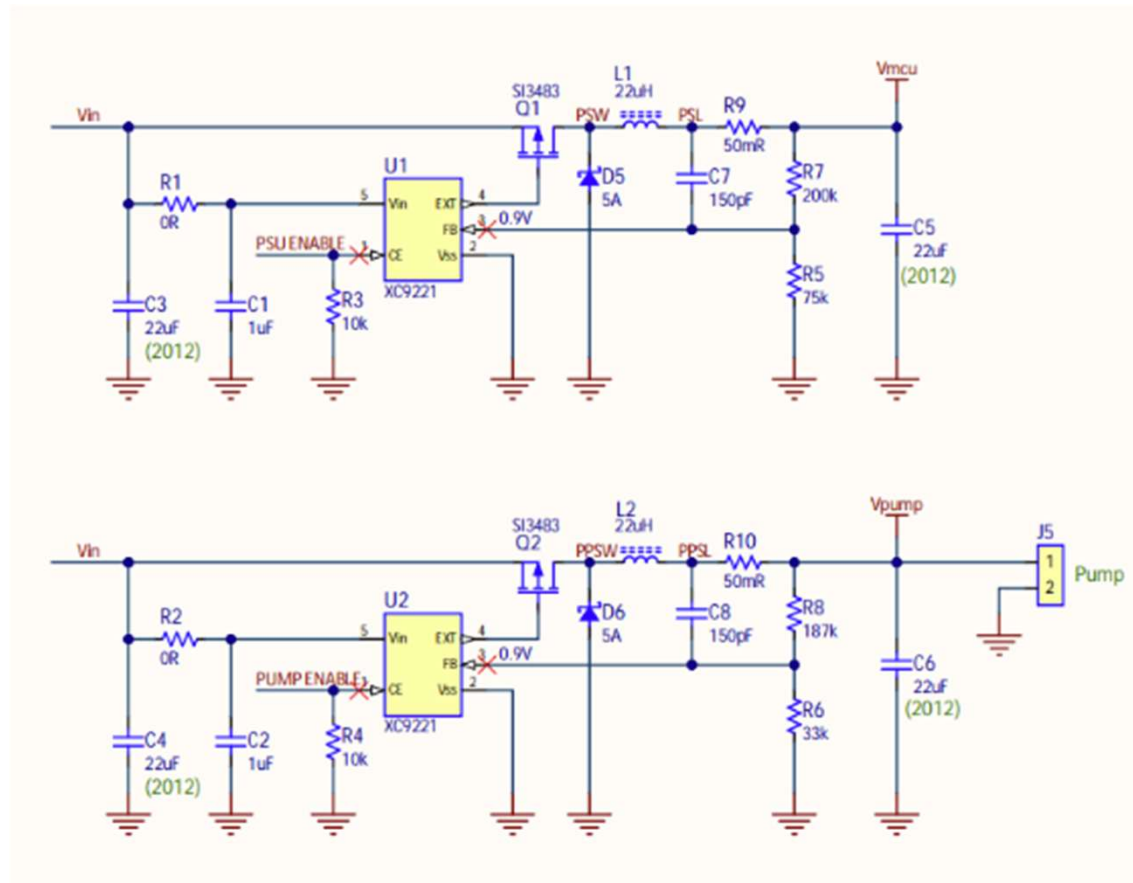 Vin
R1
0R
PSU ENABLE
C3
22uF
(2012)
C1
1uF
R3
10k
U1
5
Vin
EXT
4
FB
3
0.9V
1
CE
Vss
2
XC9221
SI3483
Q1
PSW
D5
5A
L1
22uH
PSL
C7
150pF
R9
50mR
R7
200k
R5
75k
Vmcu
C5
22uF
(2012)
Vin
R2
0R
PUMP ENABLE
C4
22uF
(2012)
C2
1uF
R4
10k
U2
5
Vin
EXT
4
FB
3
0.9V
1
CE
Vss
2
XC9221
SI3483
Q2
PPSW
D6
5A
L2
22uH
PPSL
C8
150pF
R10
50mR
R8
187k
R6
33k
Vpump
C6
22uF
(2012)
J5
1
2
Pump